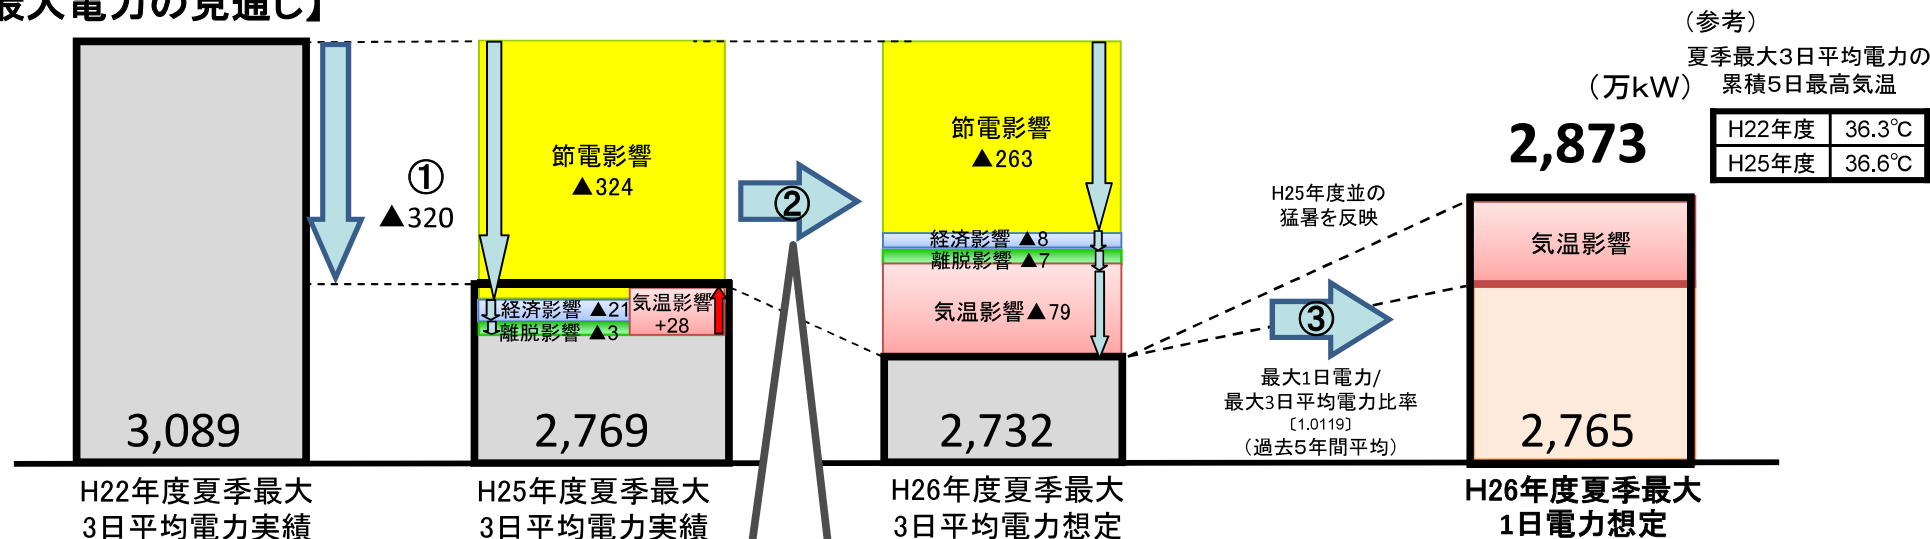 最大電力の見通し】
（参考）
夏季最大3日平均電力の
累積5日最高気温
H22年度 36.3℃
H25年度 36.6℃
（万kW）
2,873
①
▲320
節電影響
▲324
②
節電影響
▲263
経済影響 ▲8
離脱影響 ▲7
気温影響▲79
経済影響 ▲21
離脱影響 ▲3
気温影響
+28
H25年度並の
猛暑を反映
気温影響
③
最大1日電力/
最大3日平均電力比率
〔1.0119〕
（過去5年間平均）
3,089
2,769
2,732
2,765
H22年度夏季最大
3日平均電力実績
H25年度夏季最大
3日平均電力実績
H26年度夏季最大
3日平均電力想定
H26年度夏季最大
1日電力想定